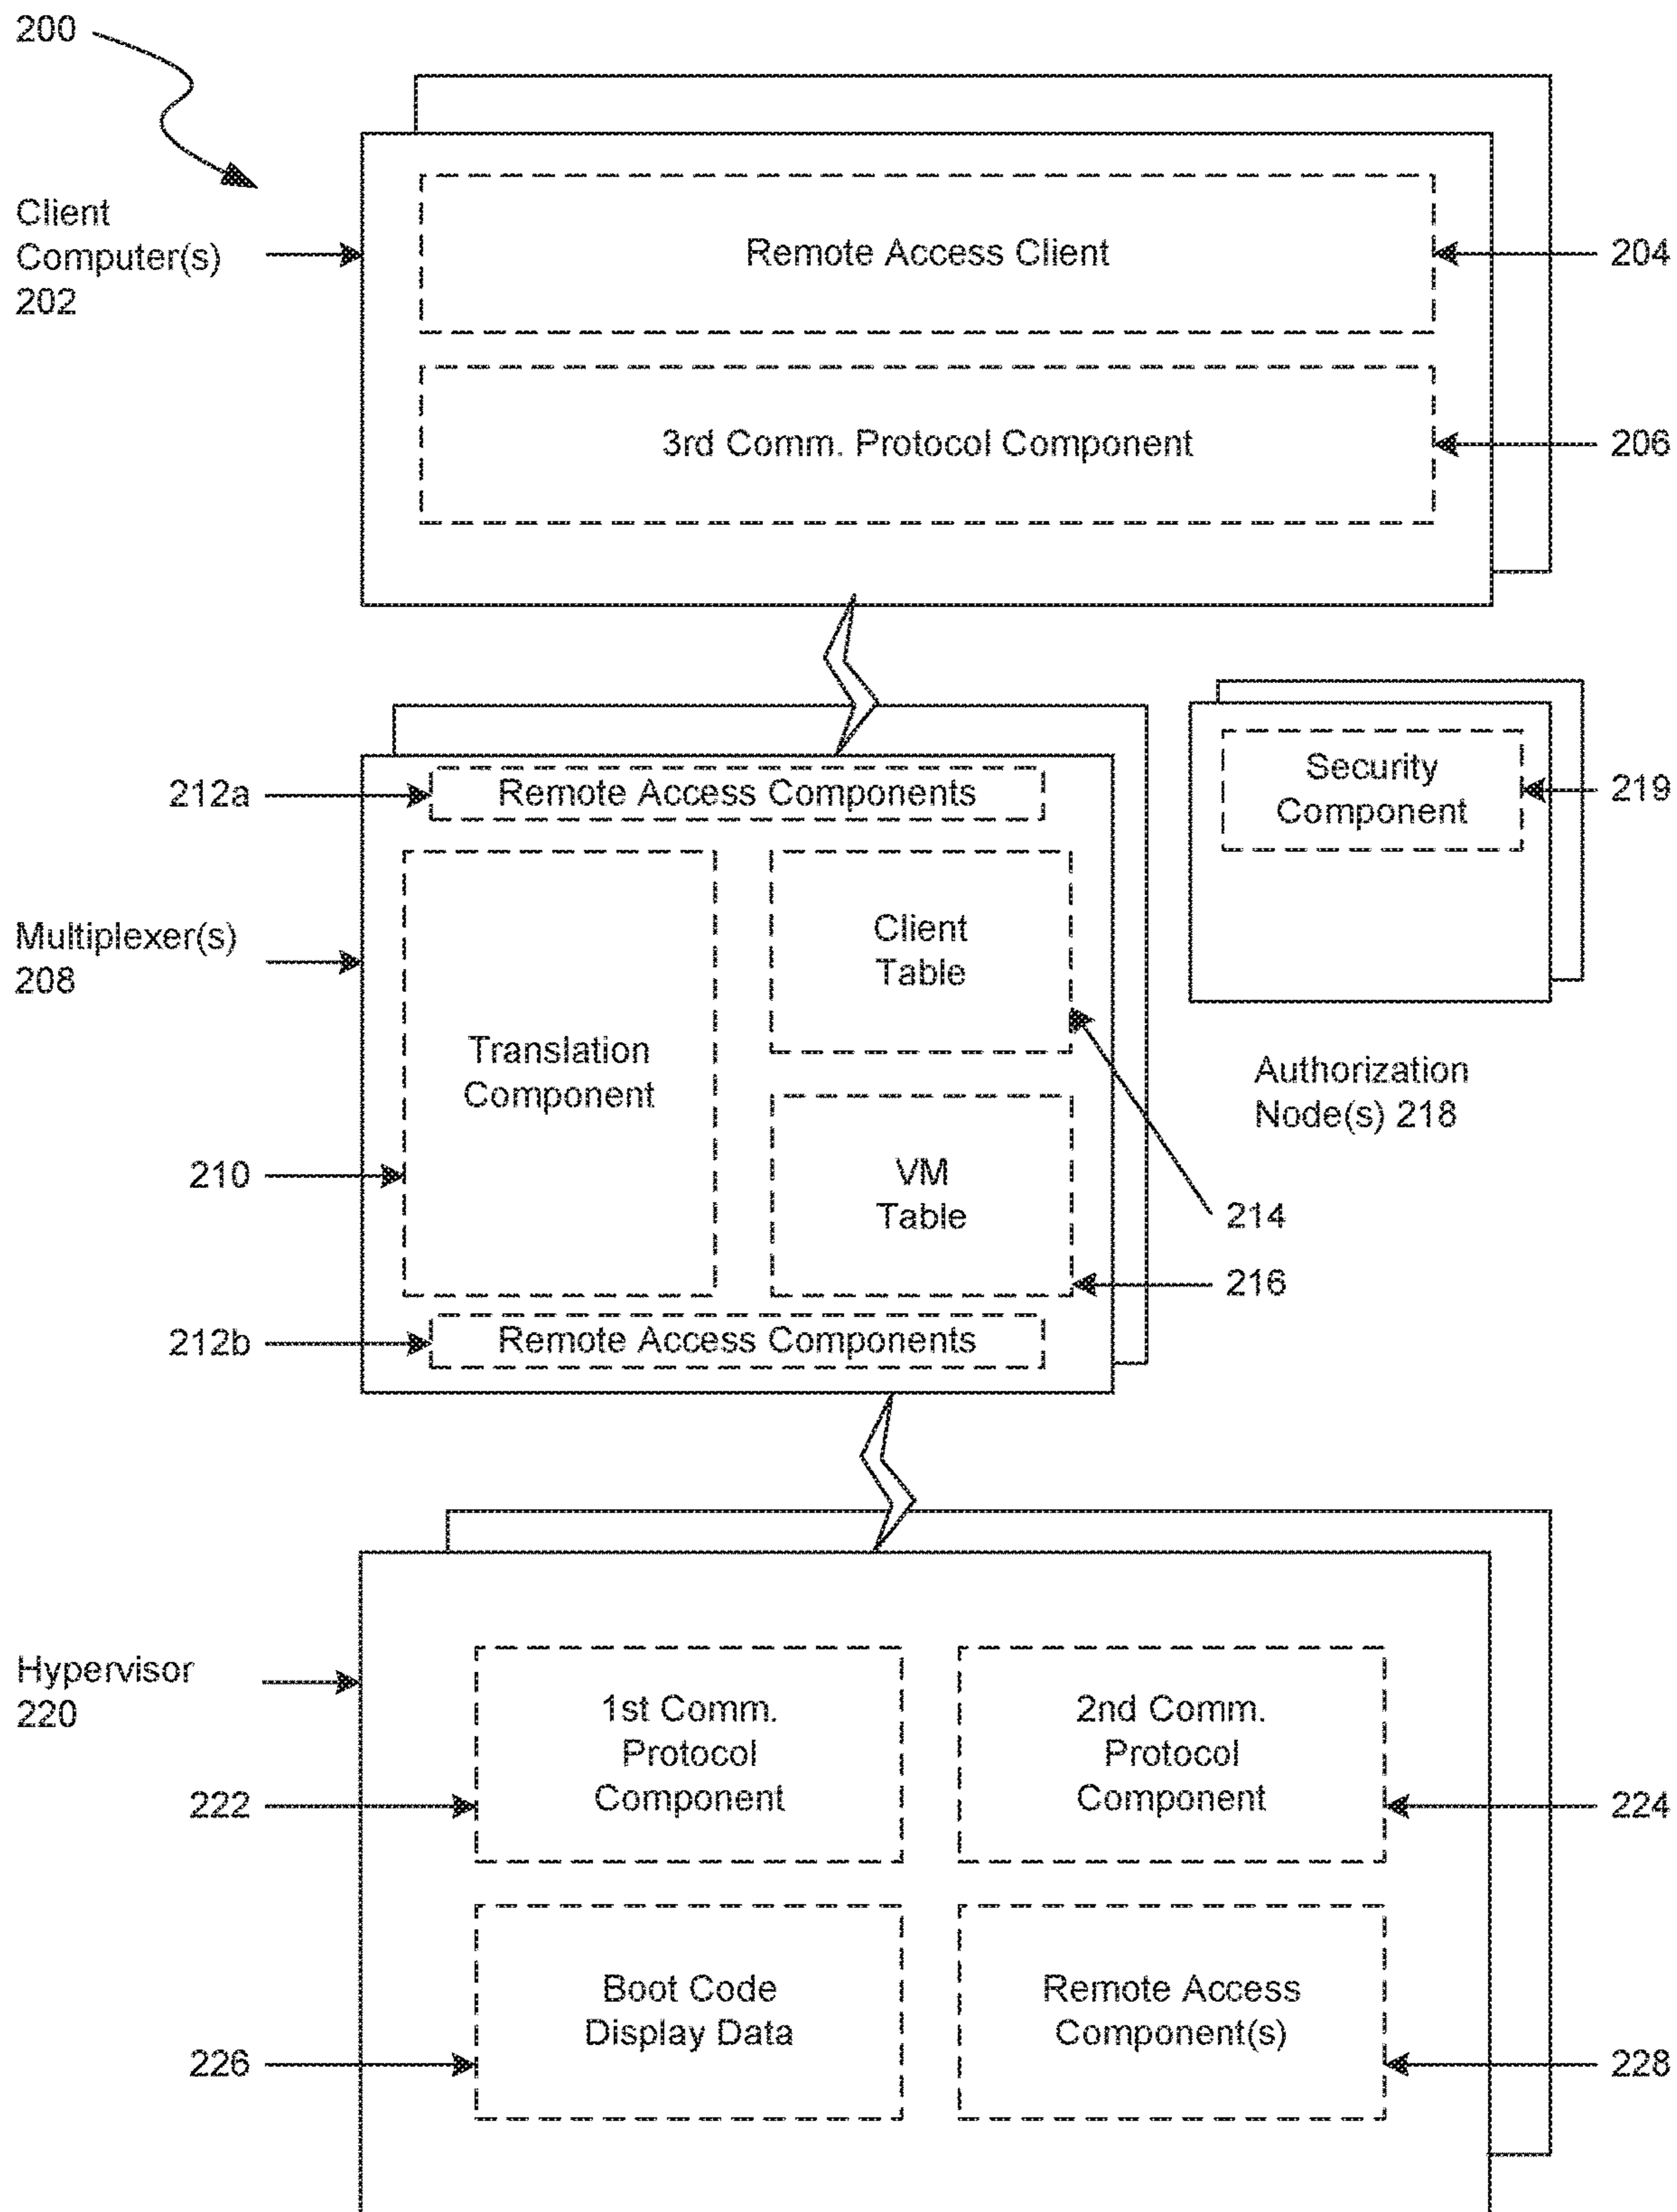 200
Client
Computer(s)
202
Remote Access Client
204
3rd Comm. Protocol Component
206
212a
Remote Access Components
Security
Component
219
Multiplexer(s)
208
Client
Table
Translation
Component
Authorization
Node(s) 218
210
VM
Table
214
216
212b
Remote Access Components
Hypervisor
220
1st Comm.
Protocol
Component
2nd Comm.
Protocol
Component
222
224
Boot Code
Display Data
Remote Access
Component(s)
226
228